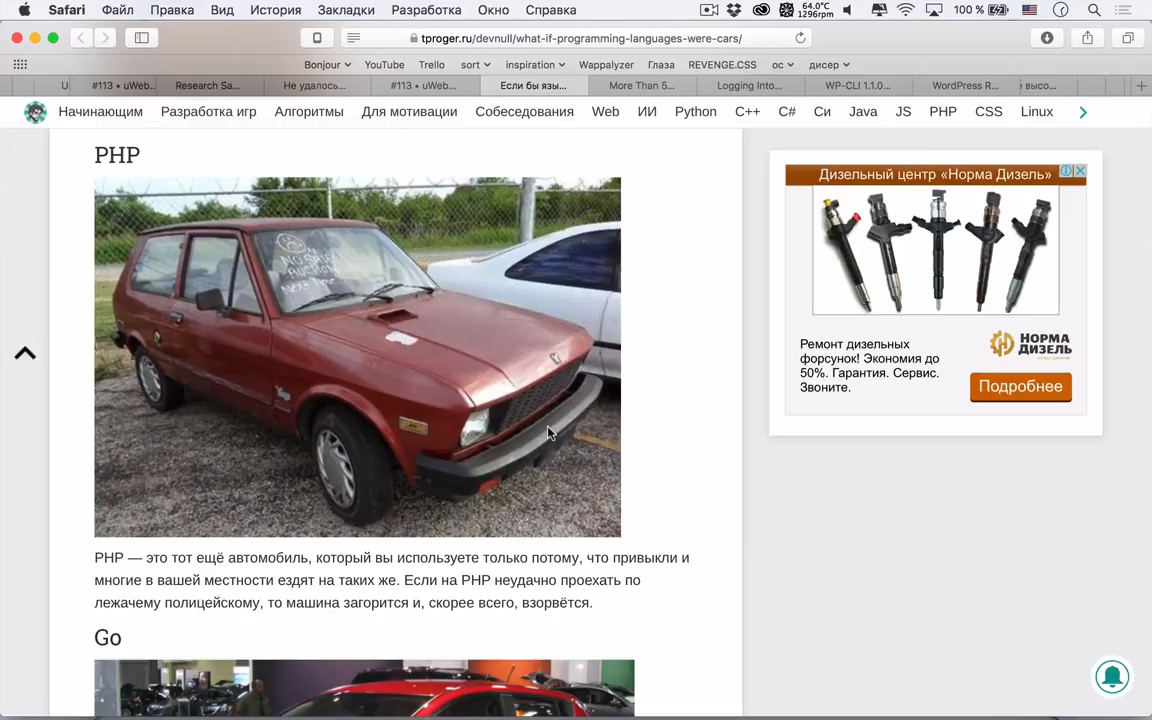 Safari Файл Правка Вид История Закладки Разработка Окно Справка
64.0°C
1296rpm
100 %
tproger.ru/devnull/what-if-programming-languages-were-cars/
Bonjour YouTube Trello sort inspiration Wappalyzer Глаза REVENGE.CSS ос дисер
U #113 • uWeb... Research Sa... Не удалось... #113 • uWeb... Если бы язы... More Than 5... Logging Into... WP-CLI 1.1.0... WordPress R... высо...
Начинающим Разработка игр Алгоритмы Для мотивации Собеседования Web ИИ Python C++ C# Си Java JS PHP CSS Linux
PHP
NO SALE
AUCTION
Next Time
Дизельный центр «Норма Дизель»
НОРМА
ДИЗЕЛЬ
Ремонт дизельных
форсунок! Экономия до
50%. Гарантия. Сервис.
Звоните.
Подробнее
PHP — это тот ещё автомобиль, который вы используете только потому, что привыкли и
многие в вашей местности ездят на таких же. Если на PHP неудачно проехать по
лежачему полицейскому, то машина загорится и, скорее всего, взорвётся.
Go